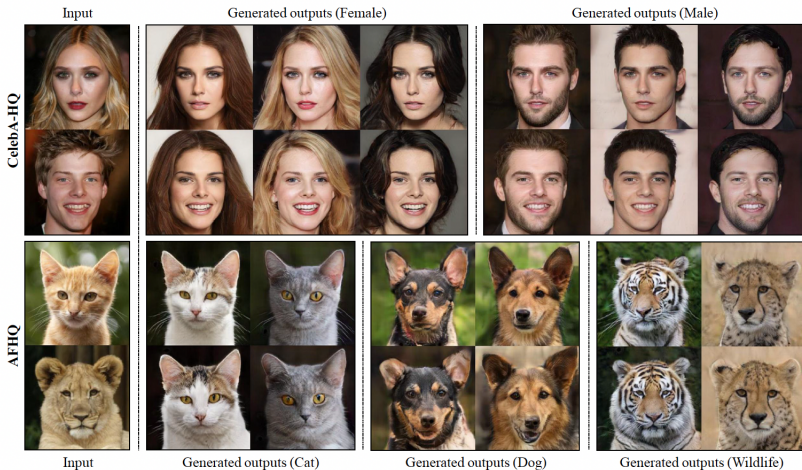 Input
Generated outputs (Female)
Generated outputs (Male)
CelebA-HQ
AFHQ
Input
Generated outputs (Cat)
Generated outputs (Dog)
Generated outputs (Wildlife)